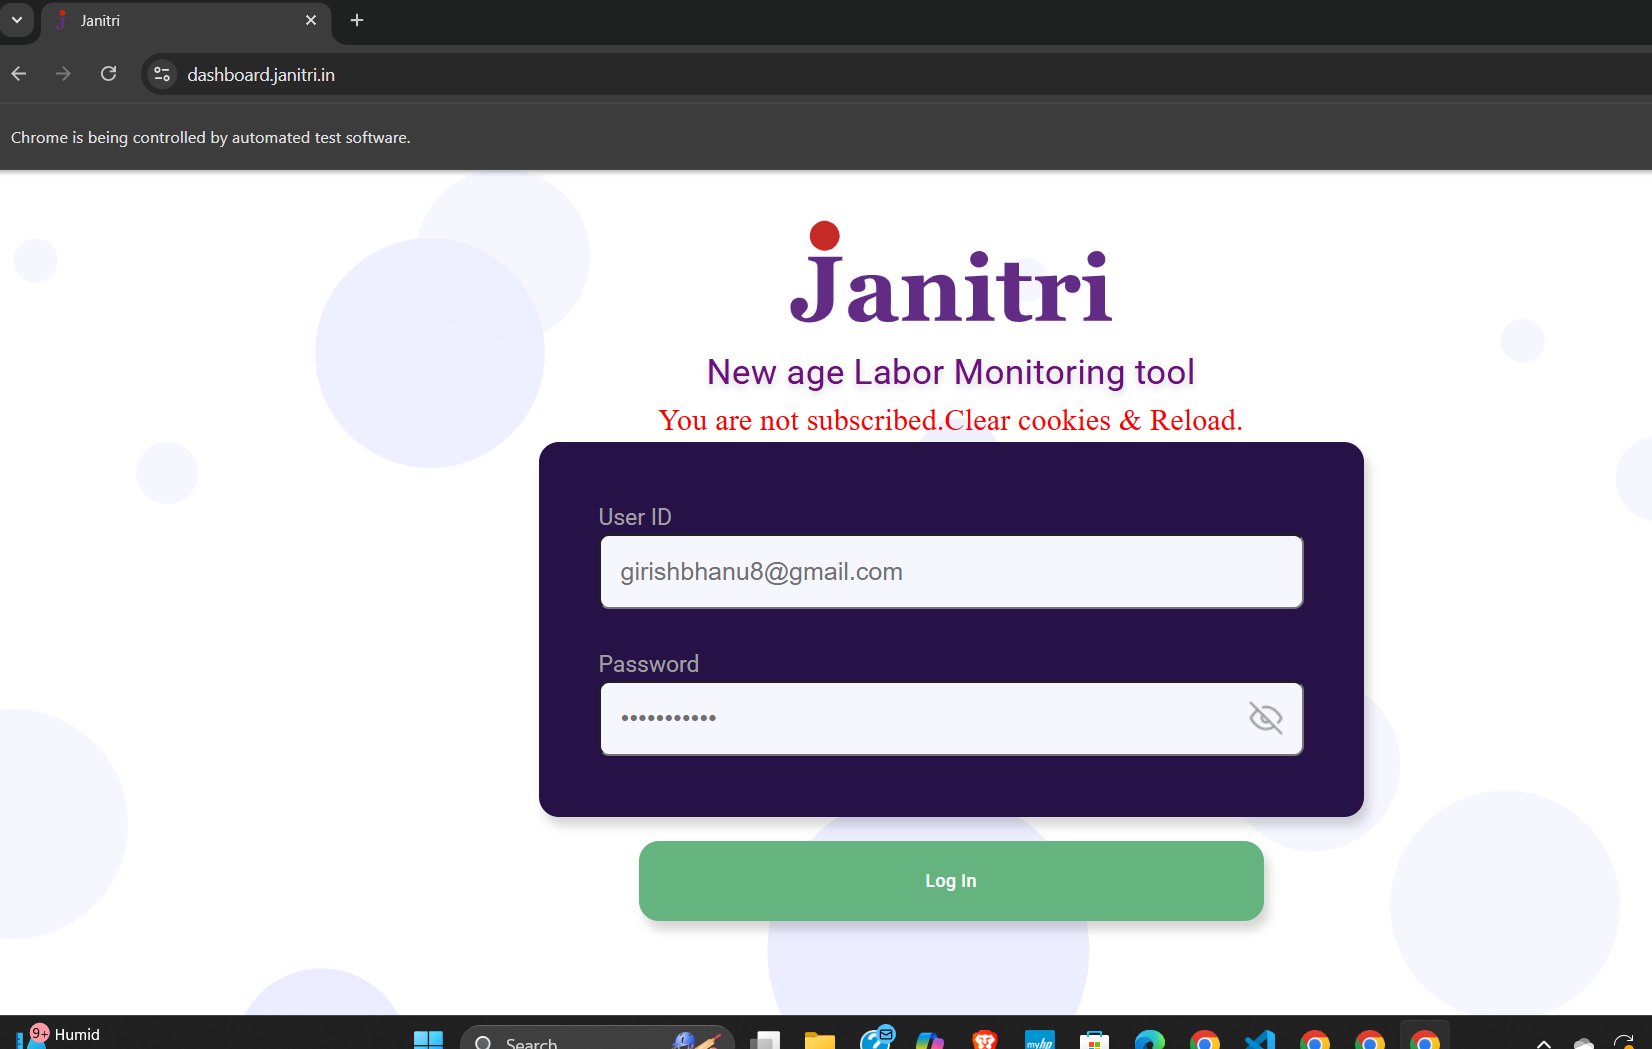 Janitri
dashboard.janitri.in
Chrome is being controlled by automated test software.
Janitri
New age Labor Monitoring tool
You are not subscribed.Clear cookies & Reload.
User ID
girishbhanu8@gmail.com
Password
•••••••••••
Log In
9+
Humid
Search
myhp